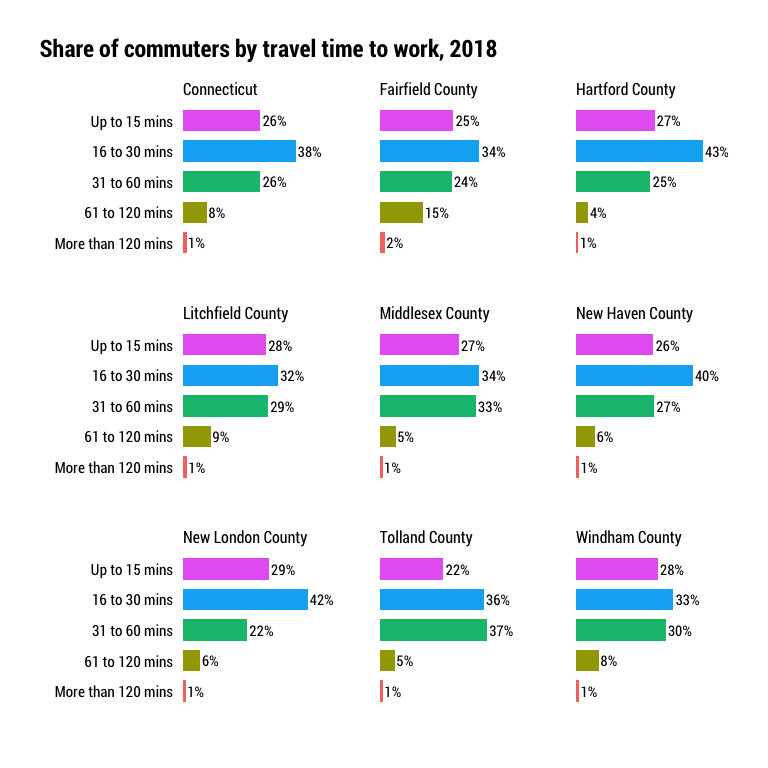 Share of commuters by travel time to work, 2018
Connecticut Fairfield County Hartford County
Up to 15 mins 26% 25% 27%
16 to 30 mins 38% 34% 43%
31 to 60 mins 26% 24% 25%
61 to 120 mins 8% 15% 4%
More than 120 mins 1% 2% 1%
Litchfield County Middlesex County New Haven County
Up to 15 mins 28% 27% 26%
16 to 30 mins 32% 34% 40%
31 to 60 mins 29% 33% 27%
61 to 120 mins 9% 5% 6%
More than 120 mins 1% 1% 1%
New London County Tolland County Windham County
Up to 15 mins 29% 22% 28%
16 to 30 mins 42% 36% 33%
31 to 60 mins 22% 37% 30%
61 to 120 mins 6% 5% 8%
More than 120 mins 1% 1% 1%